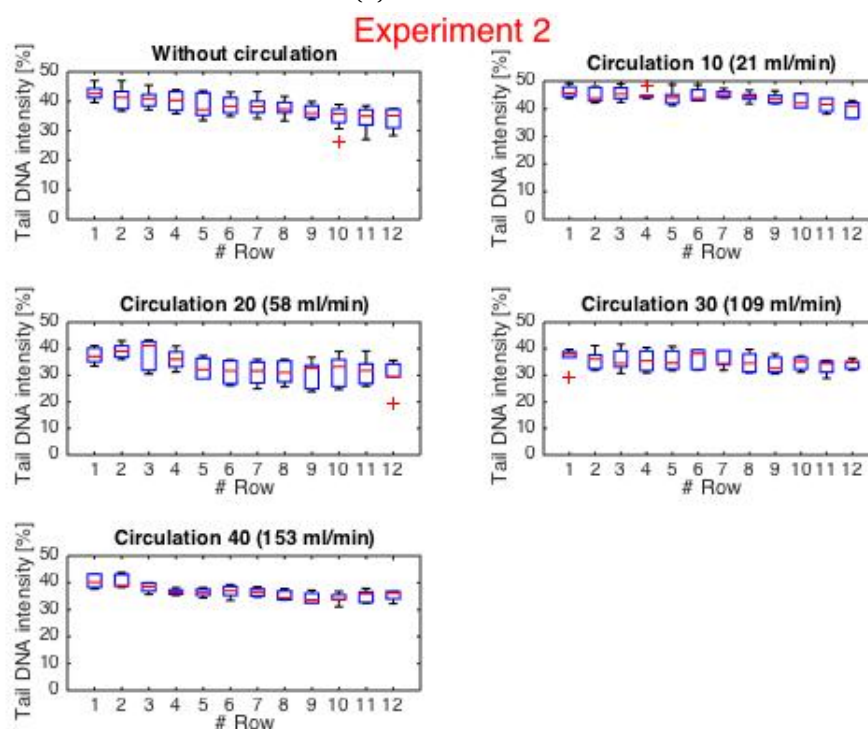 Experiment 2
Without circulation
Tail DNA intensity [%]
50
40
30
20
10
0
1 2 3 4 5 6 7 8 9 10 11 12
# Row
Circulation 10 (21 ml/min)
Tail DNA intensity [%]
50
40
30
20
10
0
1 2 3 4 5 6 7 8 9 10 11 12
# Row
Circulation 20 (58 ml/min)
Tail DNA intensity [%]
50
40
30
20
10
0
1 2 3 4 5 6 7 8 9 10 11 12
# Row
Circulation 30 (109 ml/min)
Tail DNA intensity [%]
50
40
30
20
10
0
1 2 3 4 5 6 7 8 9 10 11 12
# Row
Circulation 40 (153 ml/min)
Tail DNA intensity [%]
50
40
30
20
10
0
1 2 3 4 5 6 7 8 9 10 11 12
# Row